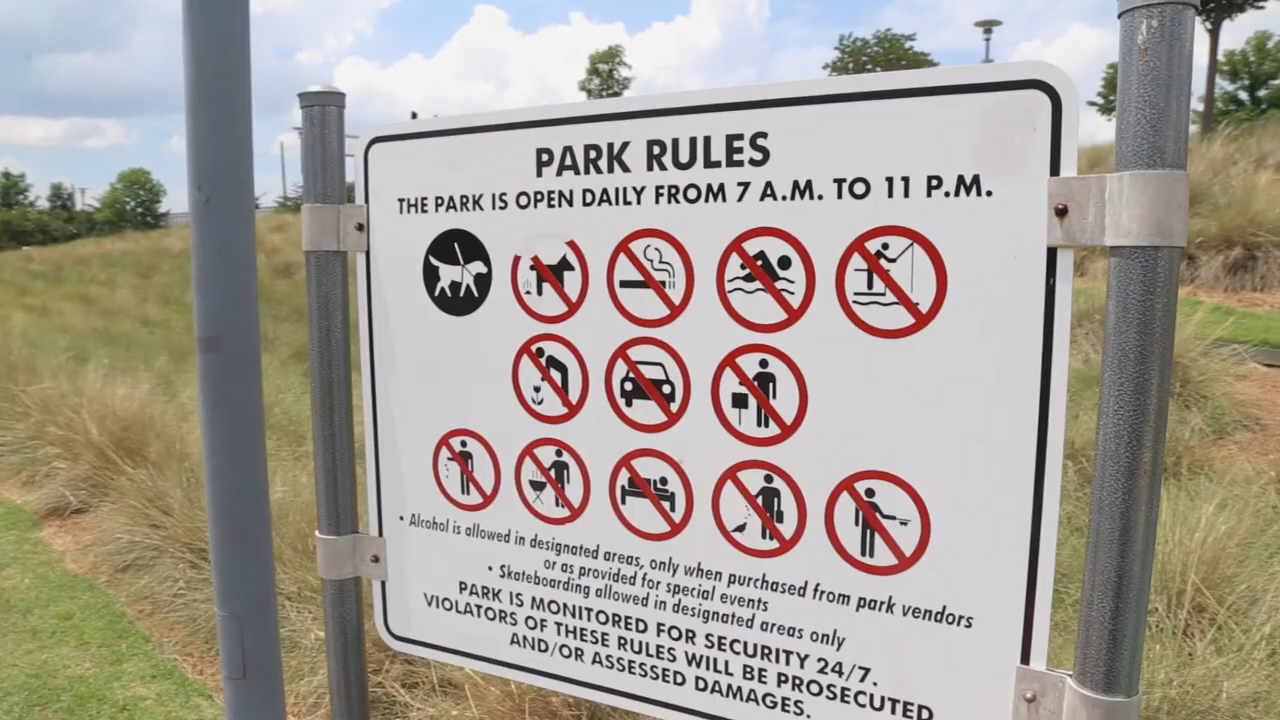 PARK RULES
THE PARK IS OPEN DAILY FROM 7 A.M. TO 11 P.M.
• Alcohol is allowed in designated areas, only when purchased from park vendors
or as provided for special events
• Skateboarding allowed in designated areas only
PARK IS MONITORED FOR SECURITY 24/7.
VIOLATORS OF THESE RULES WILL BE PROSECUTED
AND/OR ASSESSED DAMAGES.